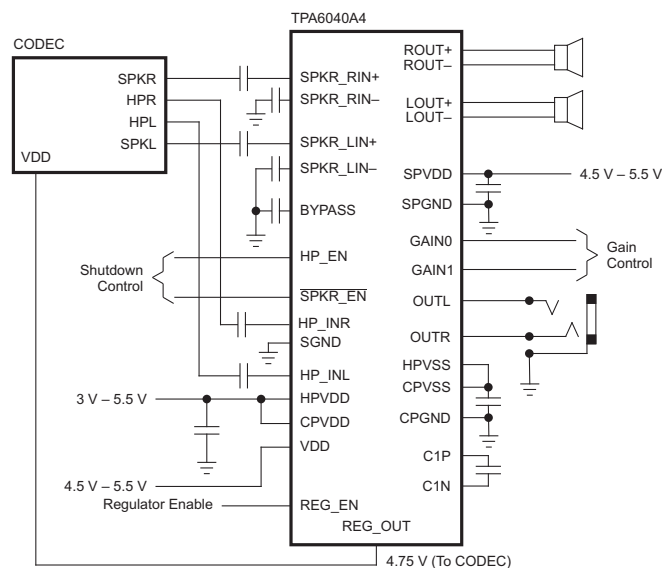 TPA6040A4
CODEC
SPKR
HPR
HPL
SPKL
VDD
SPKR_RIN+
SPKR_RIN–
SPKR_LIN+
SPKR_LIN–
BYPASS
HP_EN
SPKR_EN
HP_INR
SGND
HP_INL
HPVDD
CPVDD
VDD
REG_EN
REG_OUT
Shutdown
Control
3 V – 5.5 V
4.5 V – 5.5 V
Regulator Enable
ROUT+
ROUT–
LOUT+
LOUT–
SPVDD
SPGND
GAIN0
GAIN1
OUTL
OUTR
HPVSS
CPVSS
CPGND
C1P
C1N
4.5 V – 5.5 V
Gain
Control
4.75 V (To CODEC)